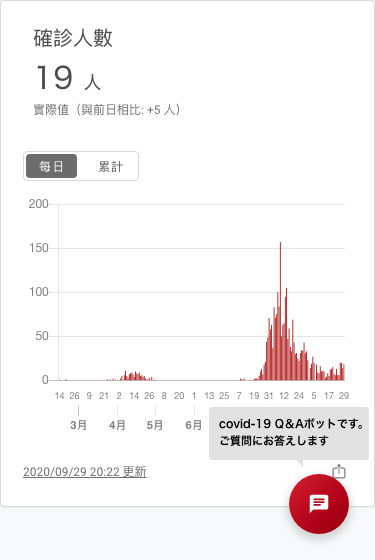 確診人數
19 人
實際值（與前日相比: +5 人）
每日 累計
200
150
100
50
0
14 26 2 14 26 8 20 1 13 25 7 19 31 12 24 5 17 29
3月 4月 5月 6月
covid-19 Q&Aボットです。
ご質問にお答えします
2020/09/29 20:22 更新